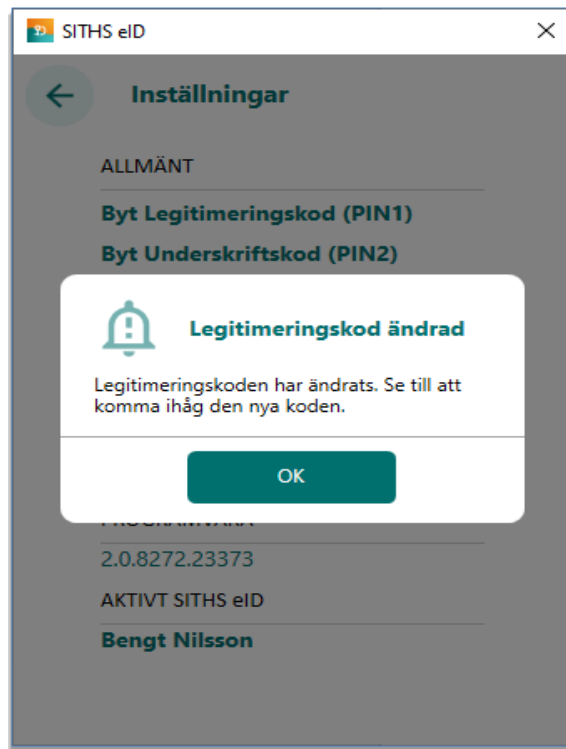 SITHS eID
Inställningar
ALLMÄNT
Byt Legitimeringskod (PIN1)
Byt Underskriftskod (PIN2)
Legitimeringskod ändrad
Legitimeringskoden har ändrats. Se till att
komma ihåg den nya koden.
OK
PROGRAMVARA
2.0.8272.23373
AKTIVT SITHS eID
Bengt Nilsson